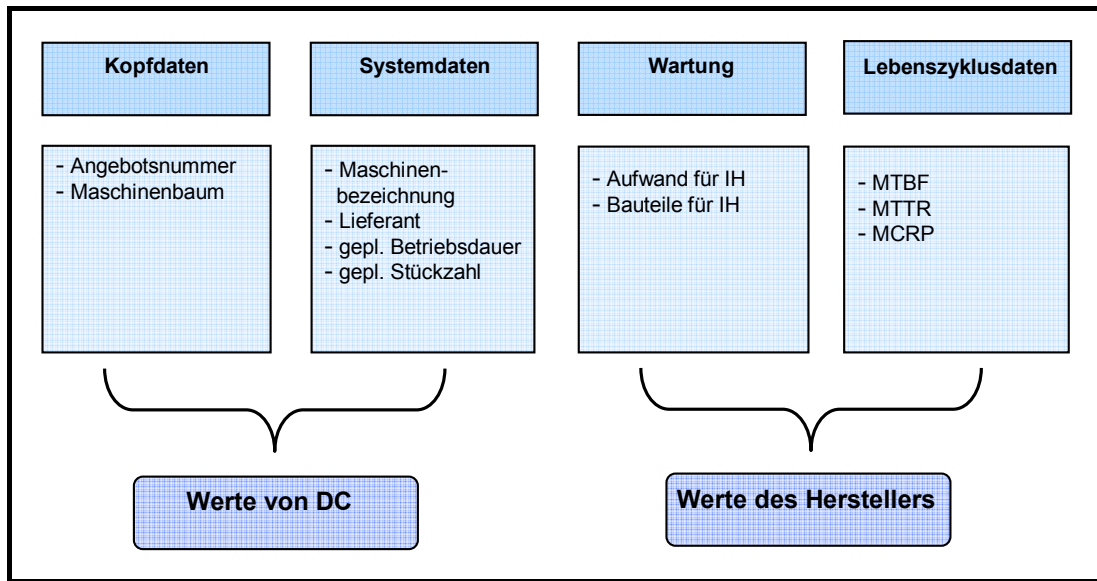 Kopfdaten
- Angebotsnummer
- Maschinenbaum
Systemdaten
- Maschinen-
bezeichnung
- Lieferant
- gepl. Betriebsdauer
- gepl. Stückzahl
Wartung
- Aufwand für IH
- Bauteile für IH
Lebenszyklusdaten
- MTBF
- MTTR
- MCRP
Werte von DC
Werte des Herstellers